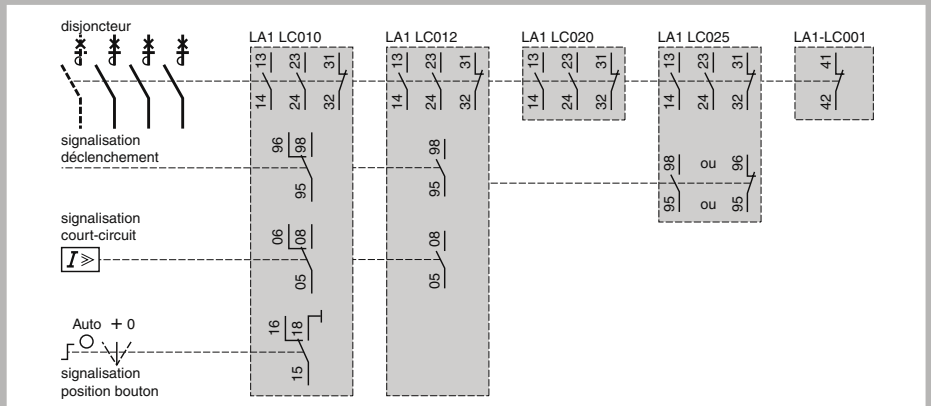 disjoncteur
LA1 LC010 LA1 LC012 LA1 LC020 LA1 LC025 LA1-LC001
13 23 31 13 23 31 13 23 31 13 23 31 41
14 24 32 14 24 32 14 24 32 14 24 32 42
signalisation
déclenchement
96 98 98 98 ou 96
95 95 95 ou 95
signalisation
court-circuit
06 08 08
I
05 05
Auto + 0 16 18
15
signalisation
position bouton